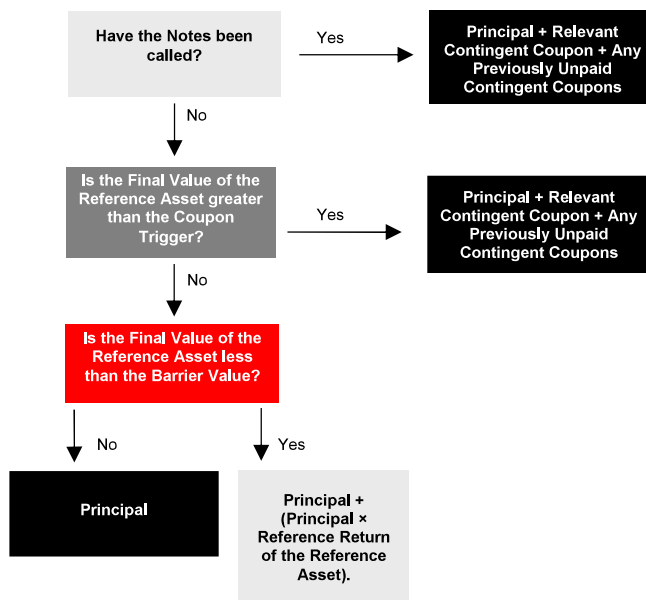 Have the Notes been
called?
Yes
Principal + Relevant
Contingent Coupon + Any
Previously Unpaid
Contingent Coupons
No
Is the Final Value of the
Reference Asset greater
than the Coupon
Trigger?
Yes
Principal + Relevant
Contingent Coupon + Any
Previously Unpaid
Contingent Coupons
No
Is the Final Value of the
Reference Asset less
than the Barrier Value?
No
Yes
Principal
Principal +
(Principal ×
Reference Return
of the Reference
Asset).